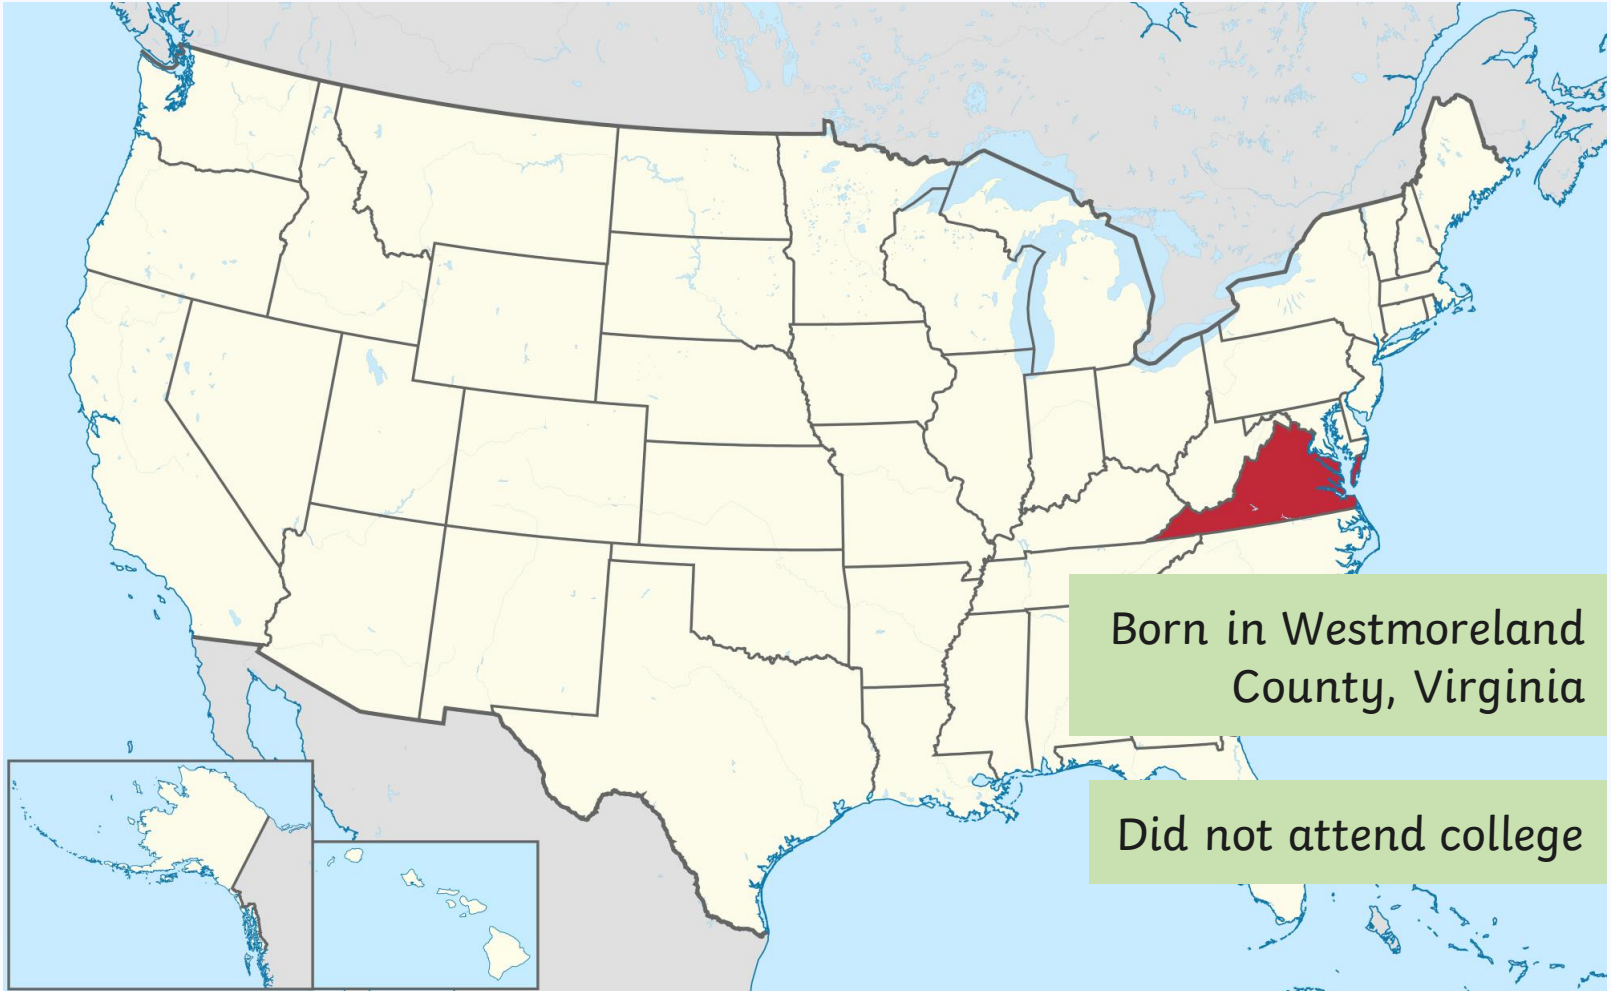 Born in Westmoreland
County, Virginia
Did not attend college